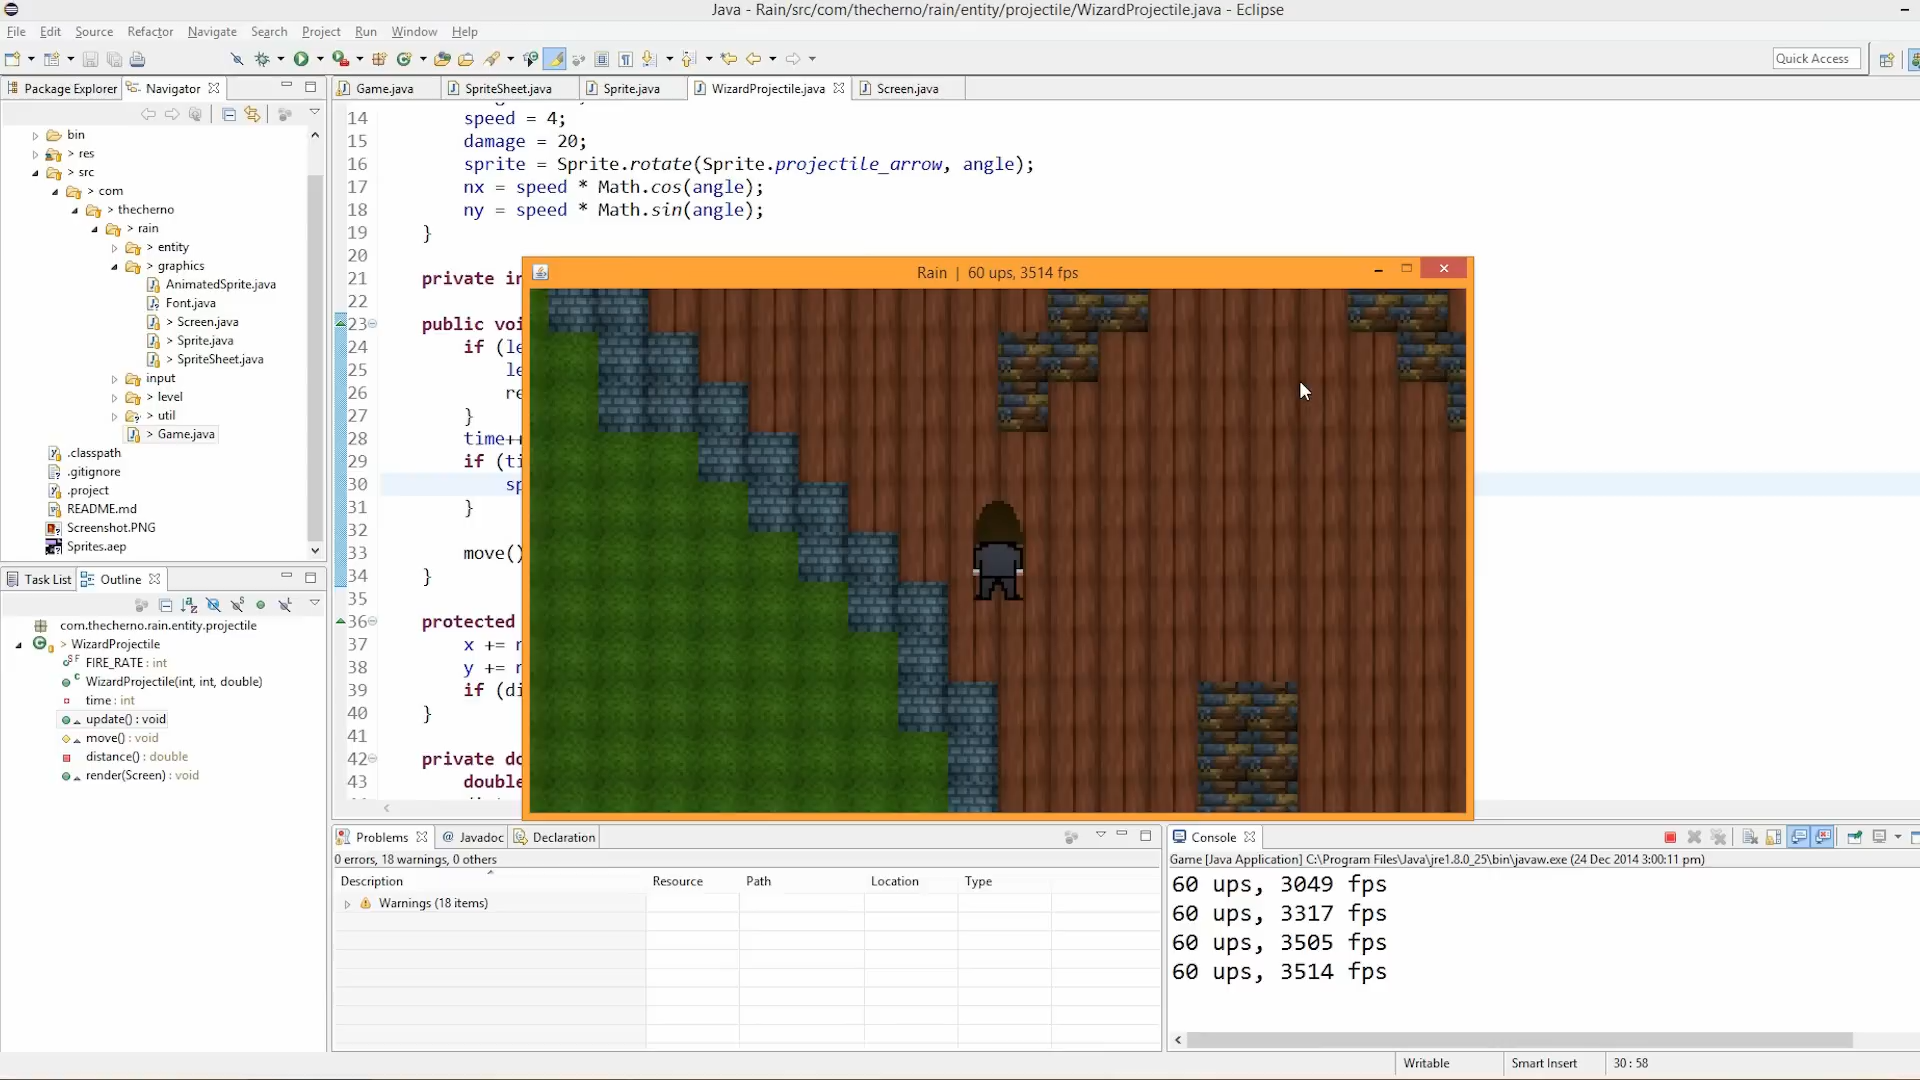 Java - Rain/src/com/thecherno/rain/entity/projectile/WizardProjectile.java - Eclipse
File Edit Source Refactor Navigate Search Project Run Window Help
Quick Access
Package Explorer Navigator
Game.java SpriteSheet.java Sprite.java WizardProjectile.java Screen.java
bin
> res
> src
> com
> thecherno
> rain
> entity
> graphics
AnimatedSprite.java
Font.java
> Screen.java
> Sprite.java
> SpriteSheet.java
input
> level
> util
> Game.java
.classpath
.gitignore
.project
README.md
Screenshot.PNG
Sprites.aep
14 speed = 4;
15 damage = 20;
16 sprite = Sprite.rotate(Sprite.projectile_arrow, angle);
17 nx = speed * Math.cos(angle);
18 ny = speed * Math.sin(angle);
19 }
20
21 private in
22
23 public voi
24 if (le
25 le
26 re
27 }
28 time++
29 if (ti
30 sp
31 }
32
33 move()
34 }
35
36 protected
37 x += n
38 y += n
39 if (di
40 }
41
42 private do
43 double
Rain | 60 ups, 3514 fps
Task List Outline
com.thecherno.rain.entity.projectile
> WizardProjectile
FIRE_RATE : int
WizardProjectile(int, int, double)
time : int
update() : void
move() : void
distance() : double
render(Screen) : void
Problems @ Javadoc Declaration
0 errors, 18 warnings, 0 others
Description Resource Path Location Type
Warnings (18 items)
Console
Game [Java Application] C:\Program Files\Java\jre1.8.0_25\bin\javaw.exe (24 Dec 2014 3:00:11 pm)
60 ups, 3049 fps
60 ups, 3317 fps
60 ups, 3505 fps
60 ups, 3514 fps
Writable Smart Insert 30 : 58